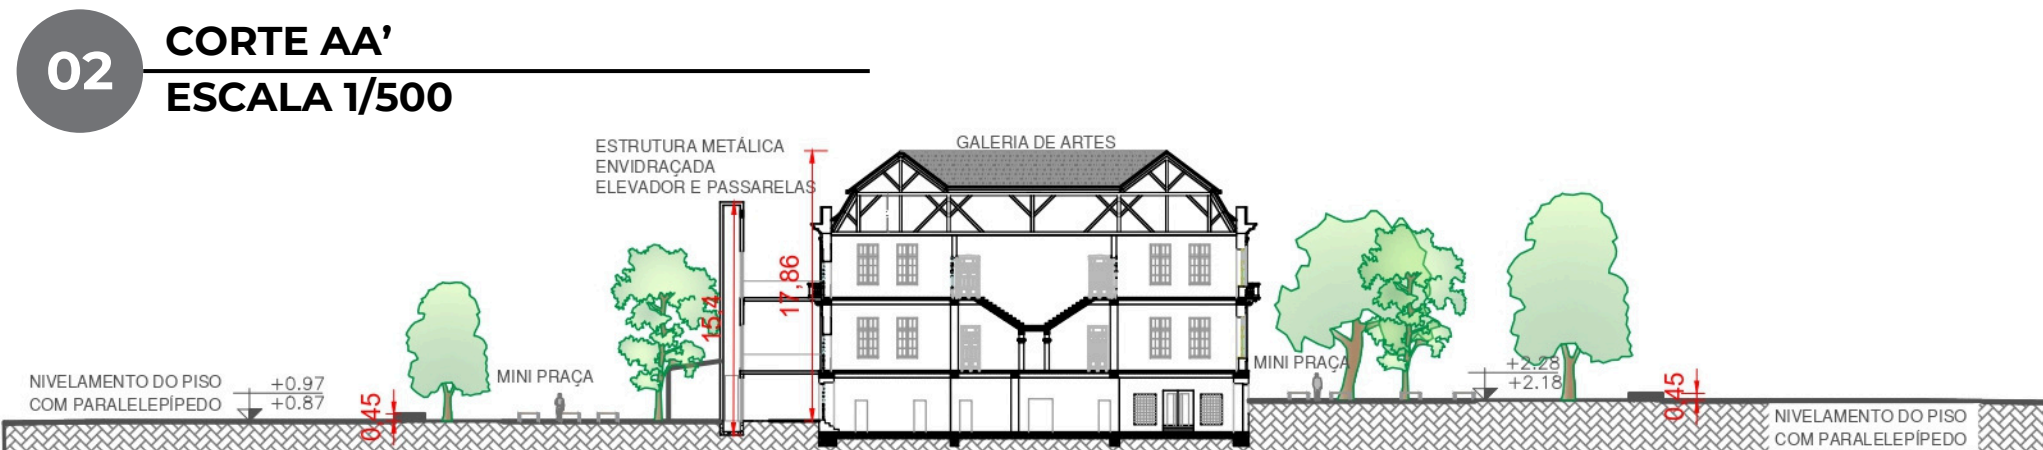 02
CORTE AA’
ESCALA 1/500
ESTRUTURA METÁLICA
ENVIDRAÇADA
ELEVADOR E PASSARELAS
GALERIA DE ARTES
17,86
15,4
NIVELAMENTO DO PISO
COM PARALELEPÍPEDO
+0.97
+0.87
0,45
MINI PRAÇA
MINI PRAÇA
+2.28
+2.18
0,45
NIVELAMENTO DO PISO
COM PARALELEPÍPEDO